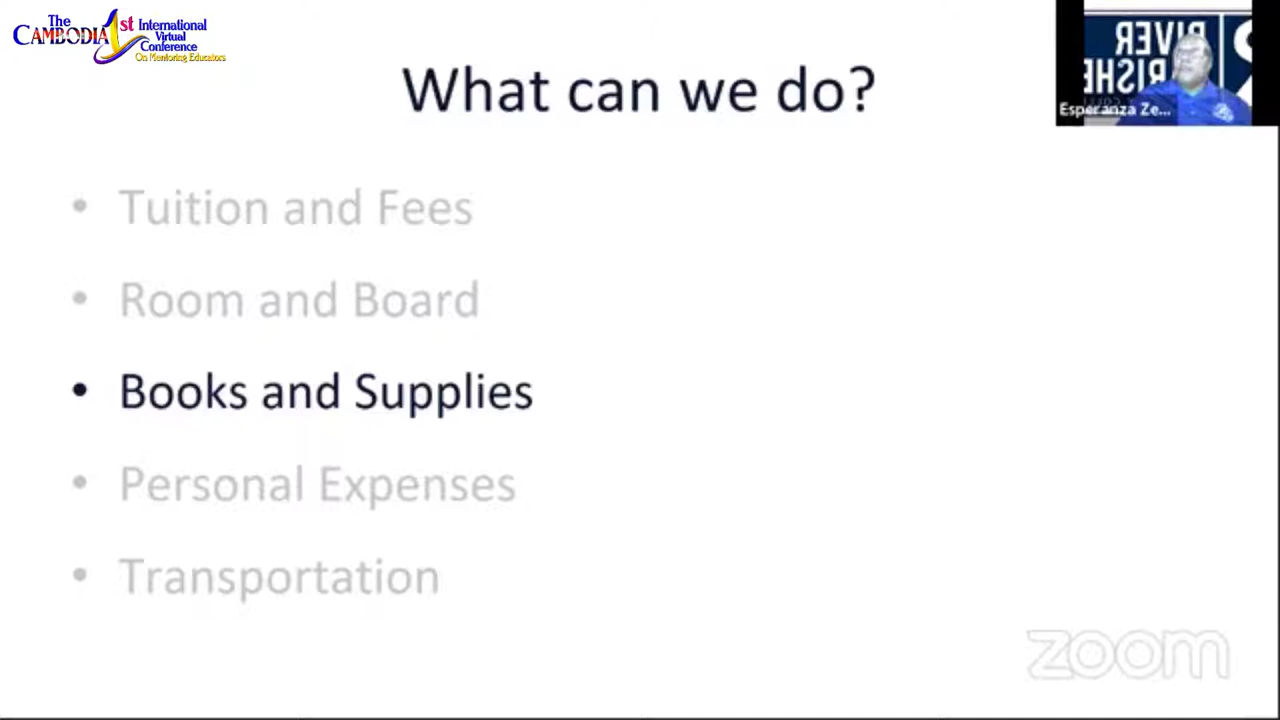 The
CAMBODIA 1st International
Virtual
Conference
On Mentoring Educators
What can we do?
RIVER
Esperanza Ze...
• Tuition and Fees
• Room and Board
• Books and Supplies
• Personal Expenses
• Transportation
zoom